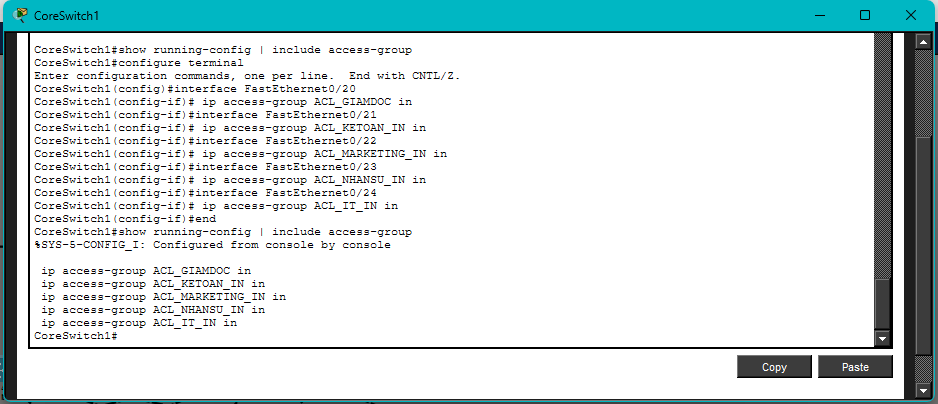 CoreSwitch1
CoreSwitch1#show running-config | include access-group
CoreSwitch1#configure terminal
Enter configuration commands, one per line.  End with CNTL/Z.
CoreSwitch1(config)#interface FastEthernet0/20
CoreSwitch1(config-if)# ip access-group ACL_GIAMDOC in
CoreSwitch1(config-if)#interface FastEthernet0/21
CoreSwitch1(config-if)# ip access-group ACL_KETOAN_IN in
CoreSwitch1(config-if)#interface FastEthernet0/22
CoreSwitch1(config-if)# ip access-group ACL_MARKETING_IN in
CoreSwitch1(config-if)#interface FastEthernet0/23
CoreSwitch1(config-if)# ip access-group ACL_NHANSU_IN in
CoreSwitch1(config-if)#interface FastEthernet0/24
CoreSwitch1(config-if)# ip access-group ACL_IT_IN in
CoreSwitch1(config-if)#end
CoreSwitch1#show running-config | include access-group
%SYS-5-CONFIG_I: Configured from console by console
ip access-group ACL_GIAMDOC in
ip access-group ACL_KETOAN_IN in
ip access-group ACL_MARKETING_IN in
ip access-group ACL_NHANSU_IN in
ip access-group ACL_IT_IN in
CoreSwitch1#
Copy
Paste